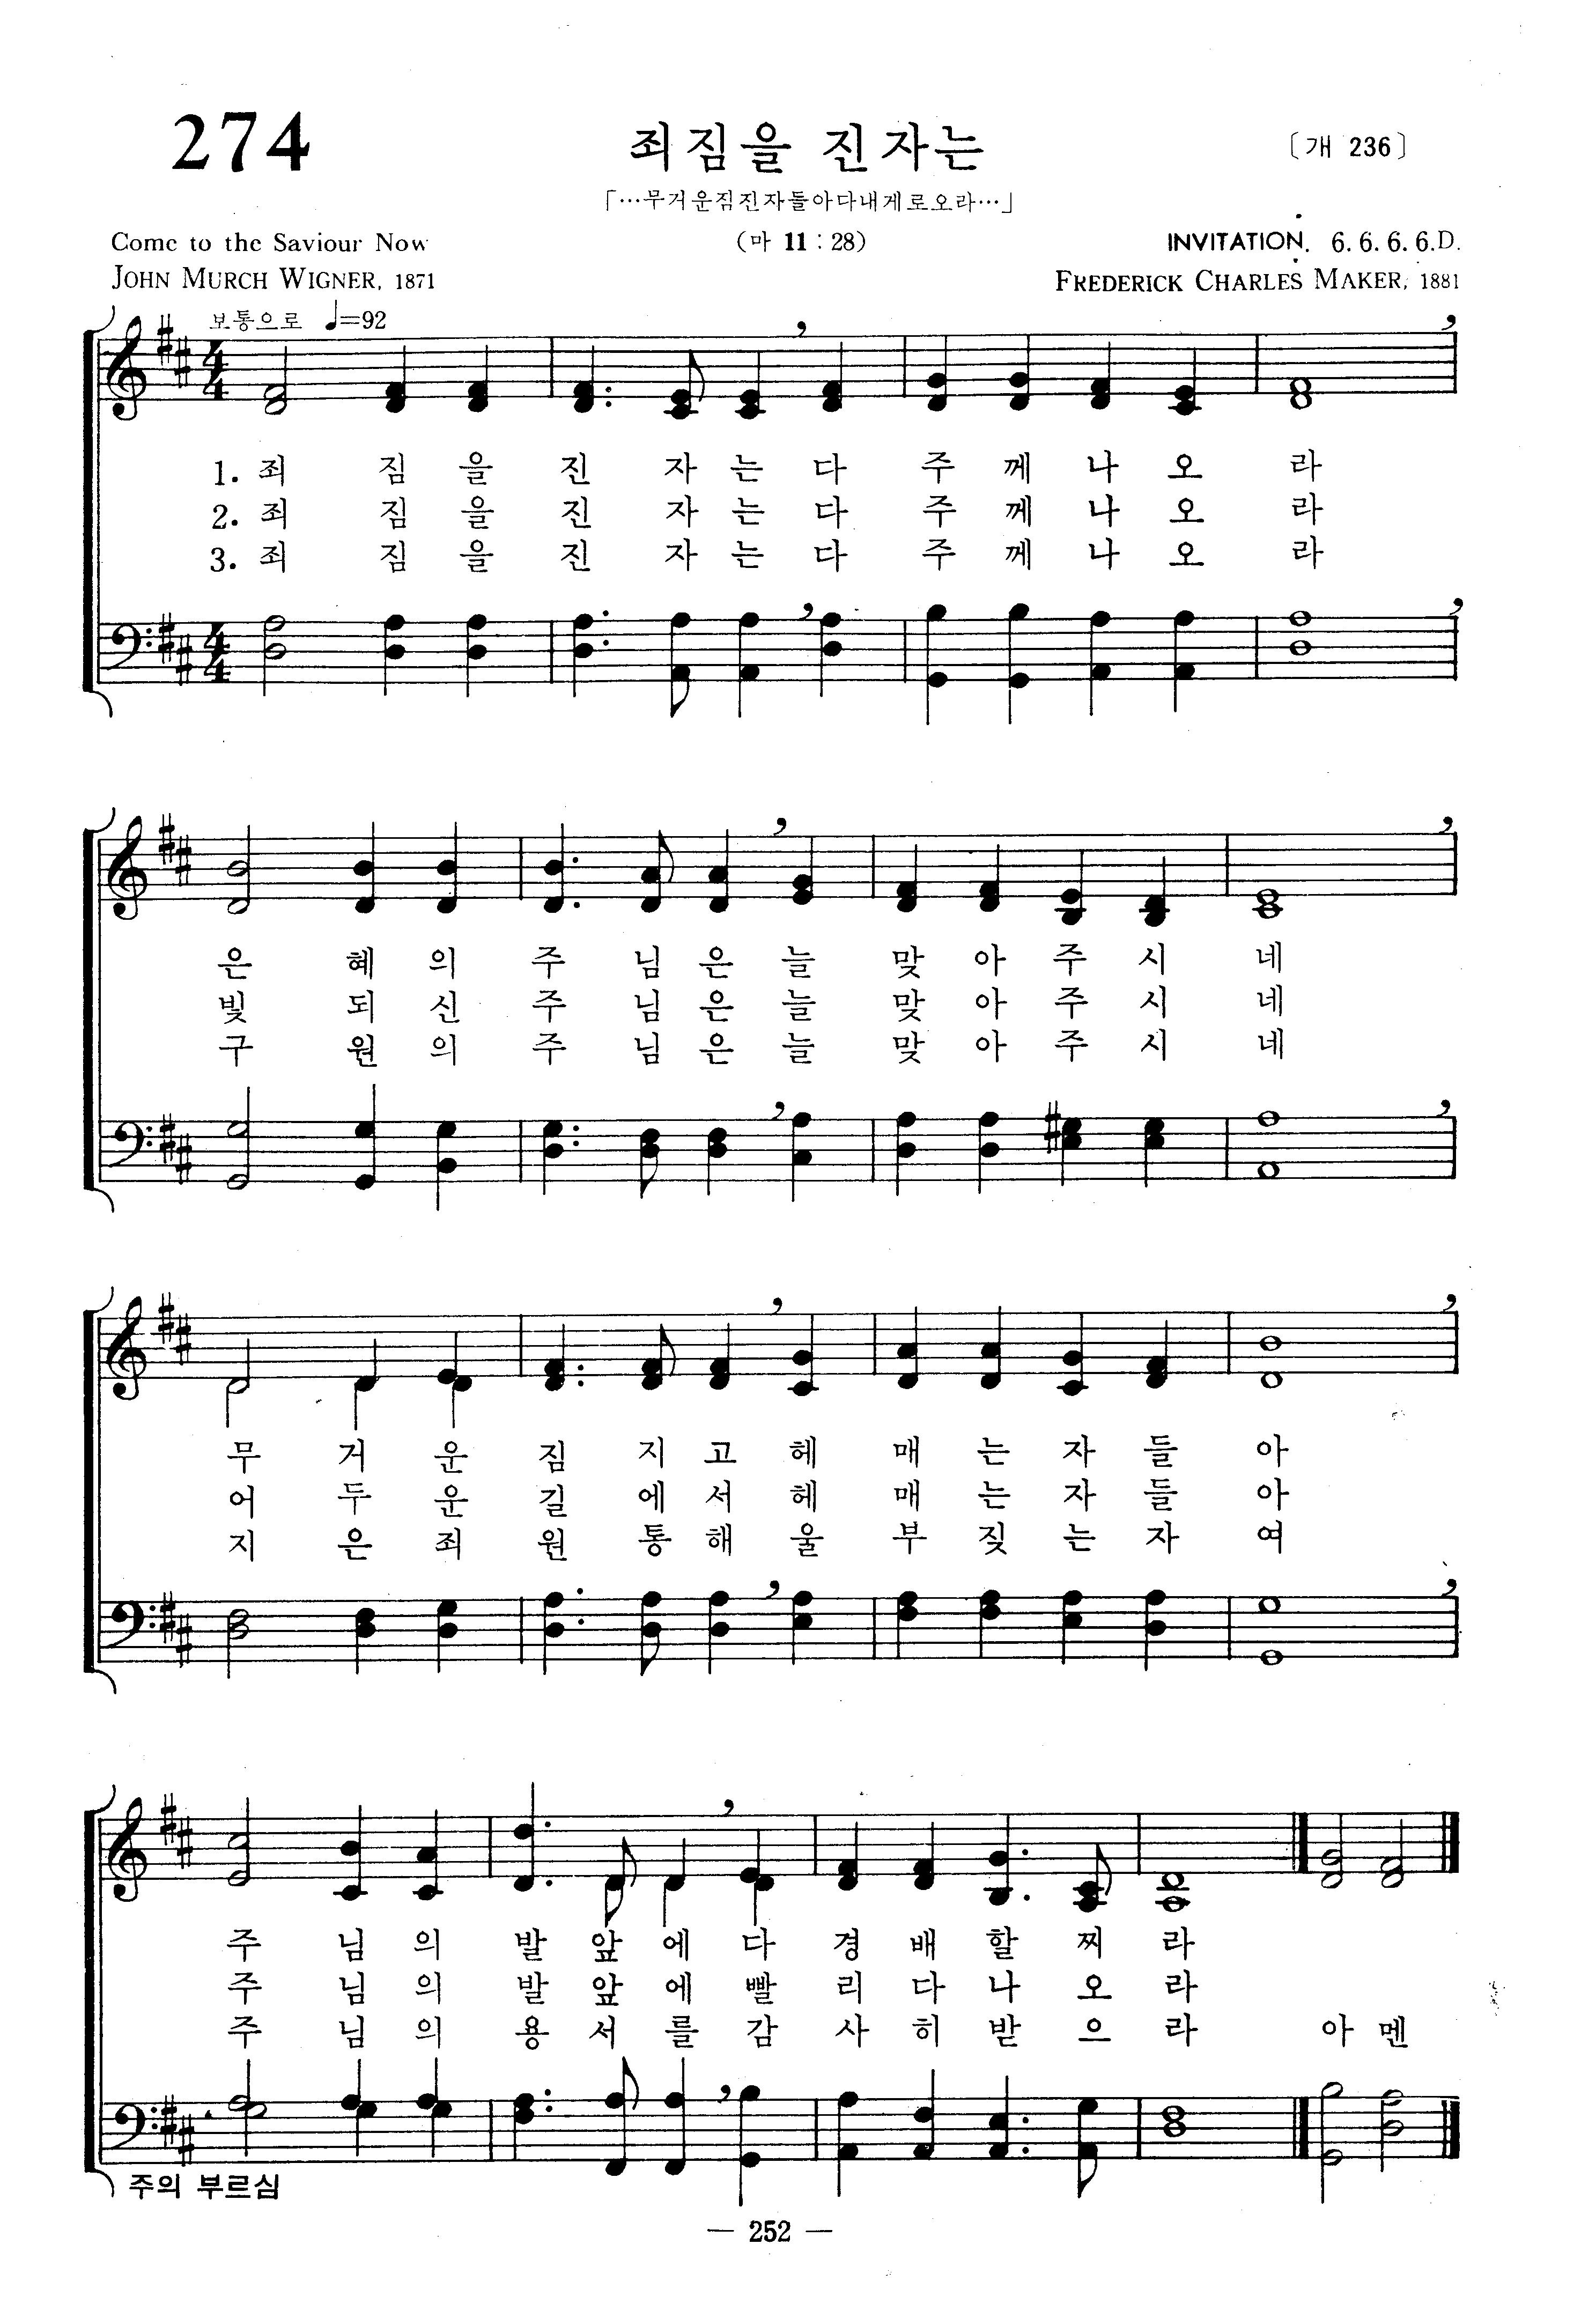 274
죄짐을 진자는
〔개 236〕
「…무거운짐진자들아다내게로오라…」
Come to the Saviour Now
(마 11 : 28)
INVITATION. 6. 6. 6. 6.D.
JOHN MURCH WIGNER, 1871
FREDERICK CHARLES MAKER, 1881
보통으로 ♩=92
1. 죄 짐 을 진 자 는 다 주 께 나 오 라
2. 죄 짐 을 진 자 는 다 주 께 나 오 라
3. 죄 짐 을 진 자 는 다 주 께 나 오 라
은 혜 의 주 님 은 늘 맞 아 주 시 네
빛 되 신 주 님 은 늘 맞 아 주 시 네
구 원 의 주 님 은 늘 맞 아 주 시 네
무 거 운 짐 지 고 헤 매 는 자 들 아
어 두 운 길 에 서 헤 매 는 자 들 아
지 은 죄 원 통 해 울 부 짖 는 자 여
주 님 의 발 앞 에 다 경 배 할 찌 라
주 님 의 발 앞 에 빨 리 다 나 오 라
주 님 의 용 서 를 감 사 히 받 으 라 아 멘
주의 부르심
— 252 —